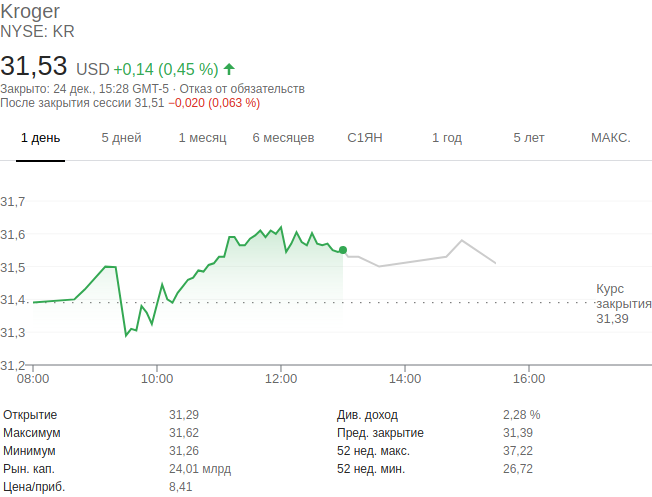 Kroger
NYSE: KR
31,53 USD +0,14 (0,45 %)
Закрыто: 24 дек., 15:28 GMT-5 · Отказ от обязательств
После закрытия сессии 31,51 −0,020 (0,063 %)
1 день 5 дней 1 месяц 6 месяцев С1ЯН 1 год 5 лет МАКС.
31,7
31,6
31,5
31,4
31,3
31,2
Курс
закрытия
31,39
08:00 10:00 12:00 14:00 16:00
Открытие 31,29 Див. доход 2,28 %
Максимум 31,62 Пред. закрытие 31,39
Минимум 31,26 52 нед. макс. 37,22
Рын. кап. 24,01 млрд 52 нед. мин. 26,72
Цена/приб. 8,41